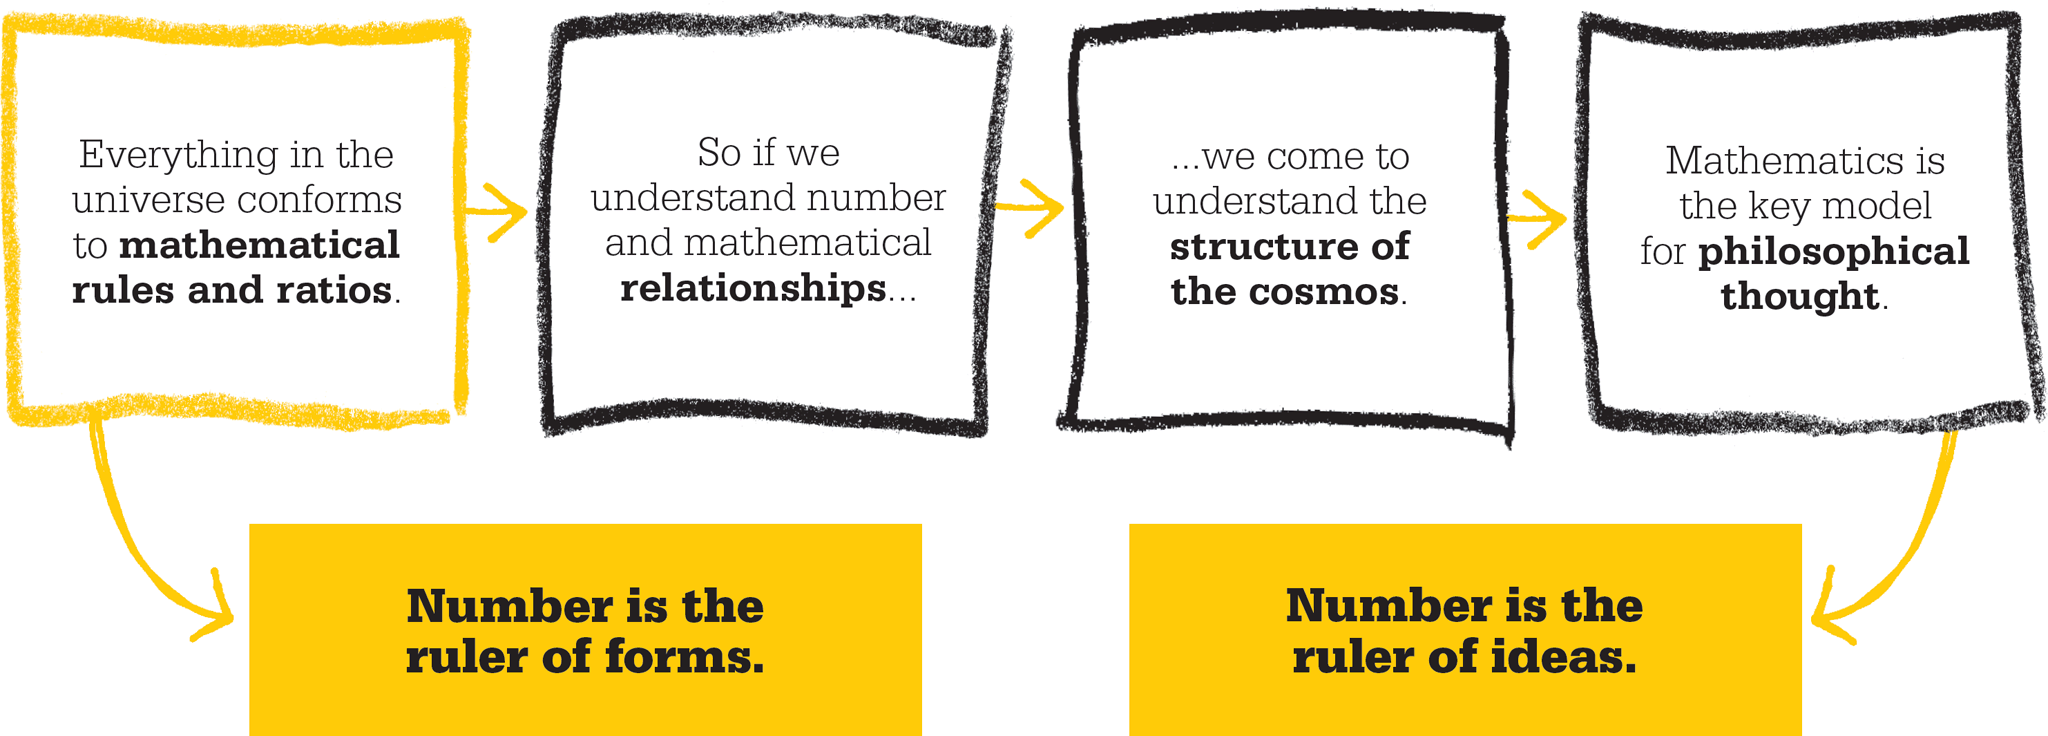 Everything in the
universe conforms
to mathematical
rules and ratios.
So if we
understand number
and mathematical
relationships...
...we come to
understand the
structure of
the cosmos.
Mathematics is
the key model
for philosophical
thought.
Number is the
ruler of forms.
Number is the
ruler of ideas.